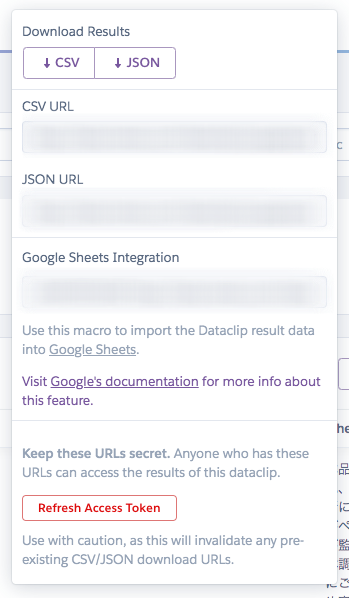 Download Results
CSV
JSON
CSV URL
JSON URL
Google Sheets Integration
Use this macro to import the Dataclip result data
into Google Sheets.
Visit Google's documentation for more info about
this feature.
Keep these URLs secret. Anyone who has these
URLs can access the results of this dataclip.
Refresh Access Token
Use with caution, as this will invalidate any pre-
existing CSV/JSON download URLs.